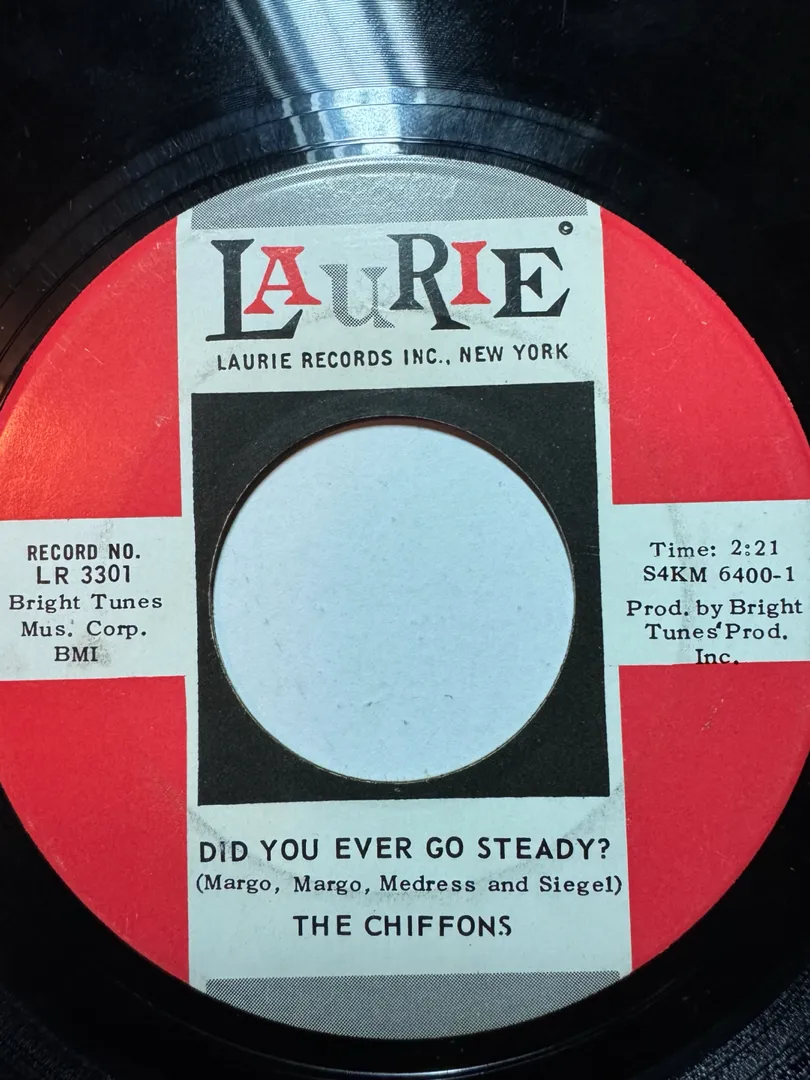 LAuRIE
LAURIE RECORDS INC., NEW YORK
RECORD NO.
LR 3301
Bright Tunes
Mus. Corp.
BMI
Time: 2:21
S4KM 6400-1
Prod. by Bright
Tunes Prod.
Inc.
DID YOU EVER GO STEADY?
(Margo, Margo, Medress and Siegel)
THE CHIFFONS